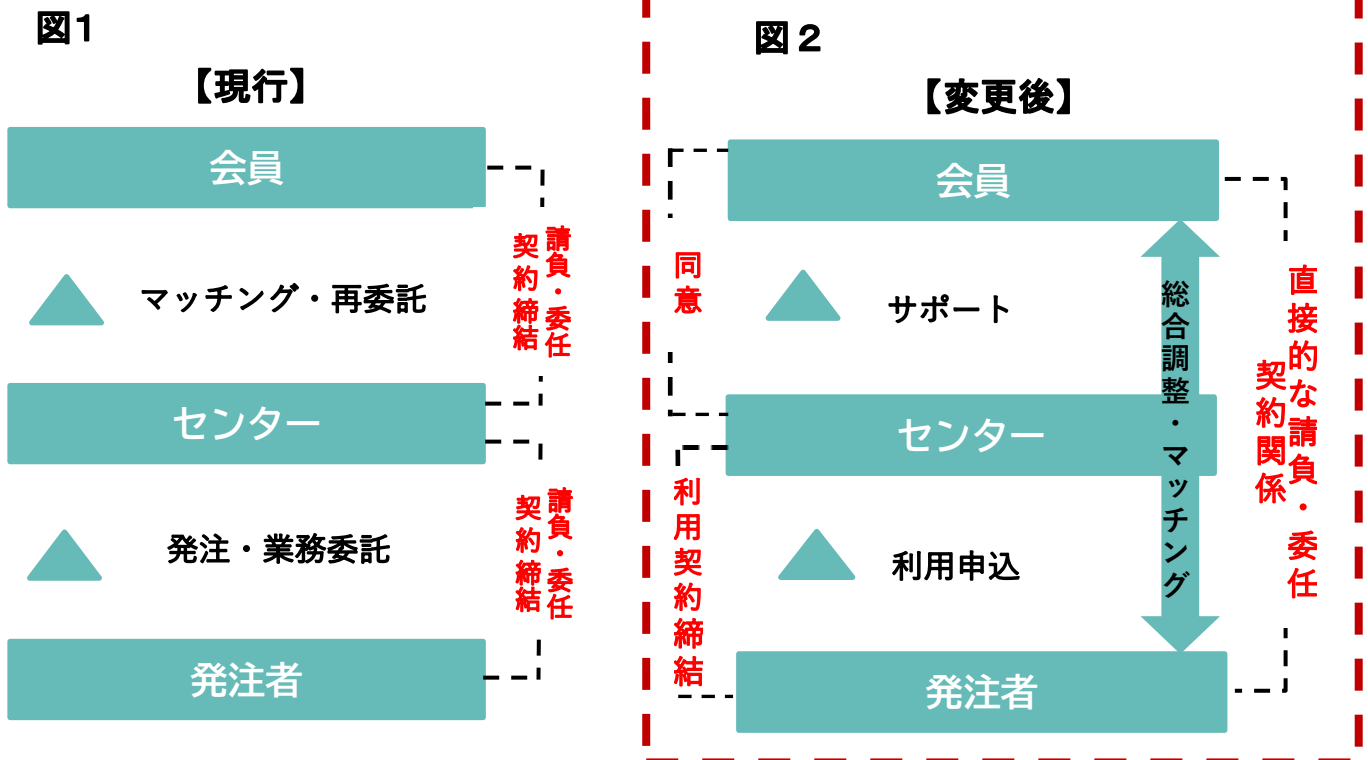 図1
【現行】
会員
請負・委任
契約締結
マッチング・再委託
センター
請負・委任
契約締結
発注・業務委託
発注者
図２
【変更後】
会員
同意
サポート
総合調整・マッチング
直接的な請負・委任
契約関係
センター
利用契約締結
利用申込
発注者